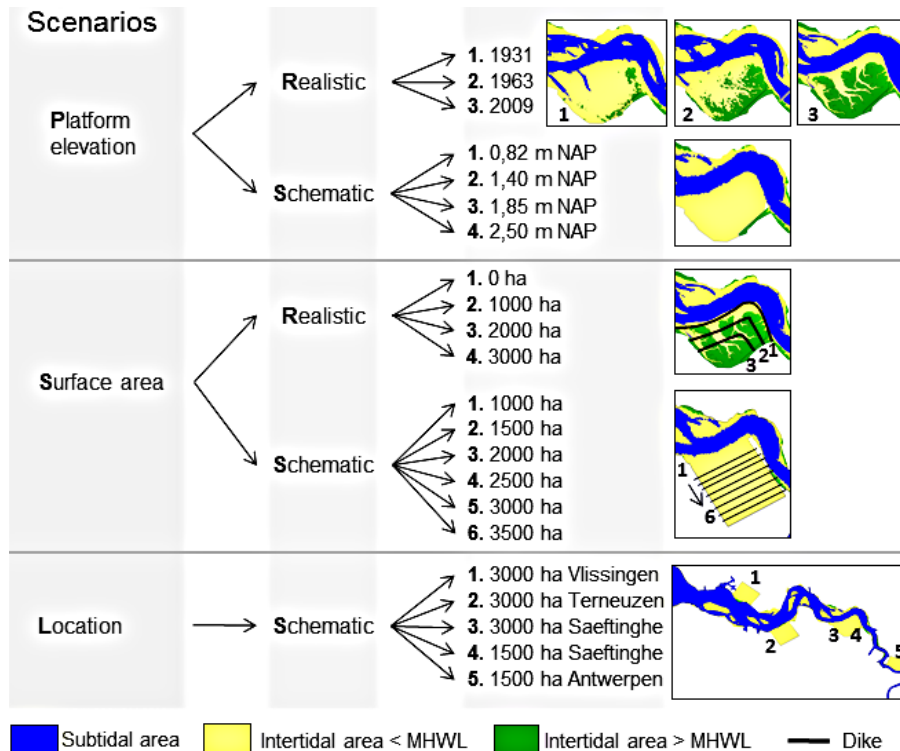 Scenarios
Platform
elevation
Realistic
1. 1931
2. 1963
3. 2009
1
2
3
Schematic
1. 0,82 m NAP
2. 1,40 m NAP
3. 1,85 m NAP
4. 2,50 m NAP
Surface area
Realistic
1. 0 ha
2. 1000 ha
3. 2000 ha
4. 3000 ha
3 2 1
Schematic
1. 1000 ha
2. 1500 ha
3. 2000 ha
4. 2500 ha
5. 3000 ha
6. 3500 ha
1
6
Location
Schematic
1. 3000 ha Vlissingen
2. 3000 ha Terneuzen
3. 3000 ha Saeftinghe
4. 1500 ha Saeftinghe
5. 1500 ha Antwerpen
1
2
3 4
5
Subtidal area
Intertidal area < MHWL
Intertidal area > MHWL
Dike